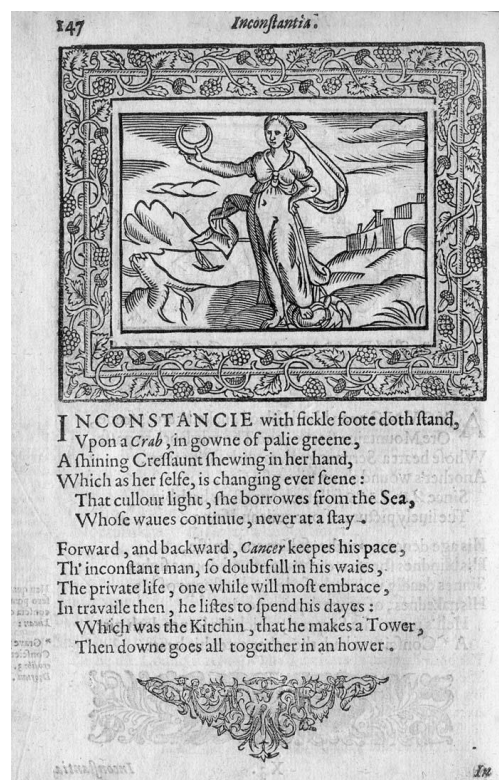 147
Inconſtantia.
INCONSTANCIE with fickle foote doth ſtand,
Vpon a Crab, in gowne of palie greene,
A ſhining Creſſaunt ſhewing in her hand,
Which as her ſelfe, is changing ever ſeene:
That cullour light, ſhe borrowes from the Sea,
Whoſe waues continue, never at a ſtay.
Forward, and backward, Cancer keepes his pace,
Th' inconſtant man, ſo doubtfull in his waies,
The private life, one while will moſt embrace,
In travaile then, he liſtes to ſpend his dayes:
Which was the Kitchin, that he makes a Tower,
Then downe goes all togeither in an hower.
In